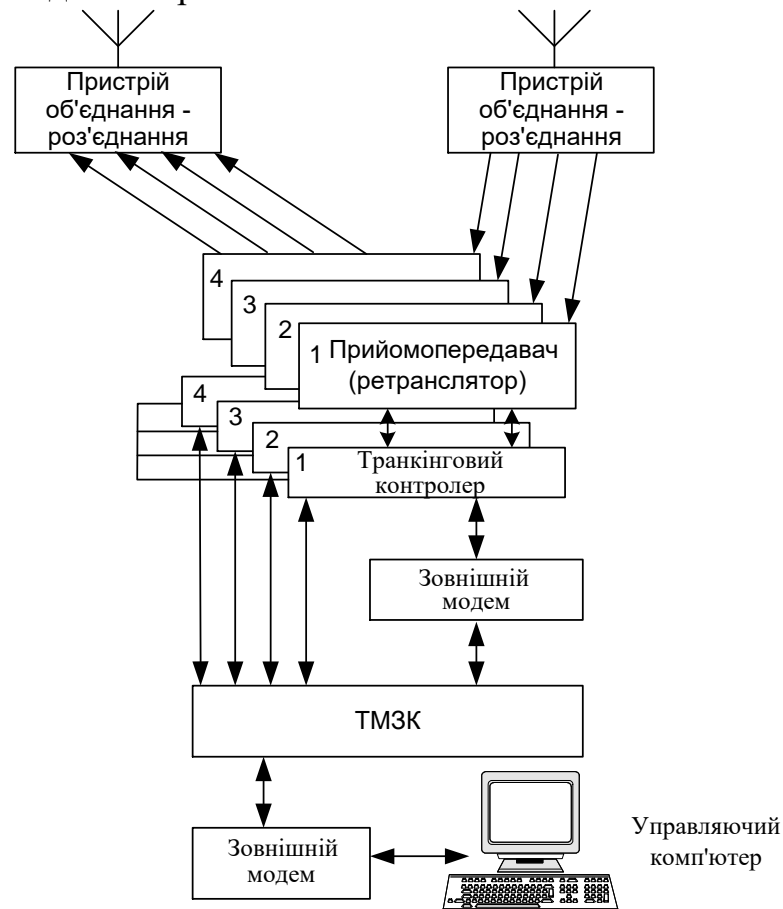 Пристрій
об'єднання -
роз'єднання
Пристрій
об'єднання -
роз'єднання
4
3
2
1 Прийомопередавач
(ретранслятор)
4
3
2
1 Транкінговий
контролер
Зовнішній
модем
ТМЗК
Зовнішній
модем
Управляючий
комп'ютер